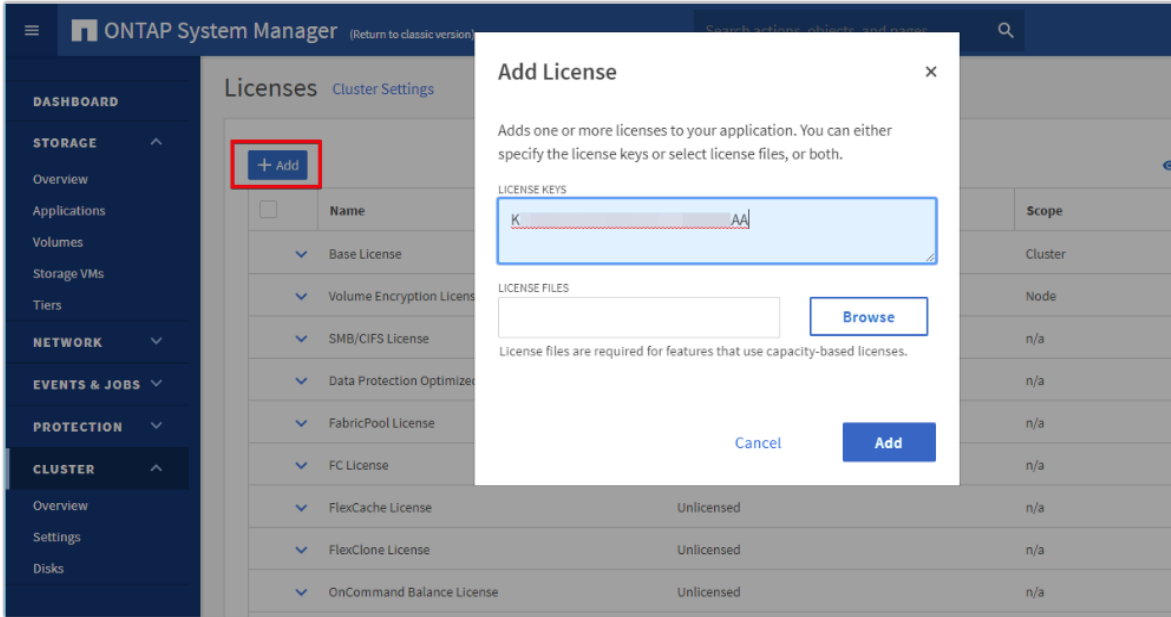 ONTAP System Manager (Return to classic version)
Search actions, objects, and pages
DASHBOARD
STORAGE
Overview
Applications
Volumes
Storage VMs
Tiers
NETWORK
EVENTS & JOBS
PROTECTION
CLUSTER
Overview
Settings
Disks
Licenses Cluster Settings
+ Add
Name Scope
Base License Cluster
Volume Encryption Licens Node
SMB/CIFS License n/a
Data Protection Optimized n/a
FabricPool License n/a
FC License n/a
FlexCache License Unlicensed n/a
FlexClone License Unlicensed n/a
OnCommand Balance License Unlicensed n/a
Add License
Adds one or more licenses to your application. You can either
specify the license keys or select license files, or both.
LICENSE KEYS
K AA
LICENSE FILES
Browse
License files are required for features that use capacity-based licenses.
Cancel Add